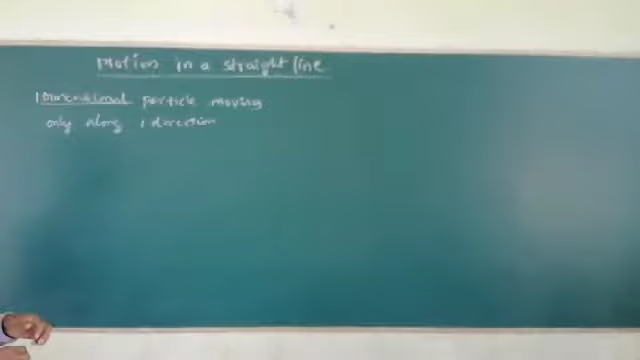 Motion in a straight line
1 Dimensional particle moving
only along 1 direction